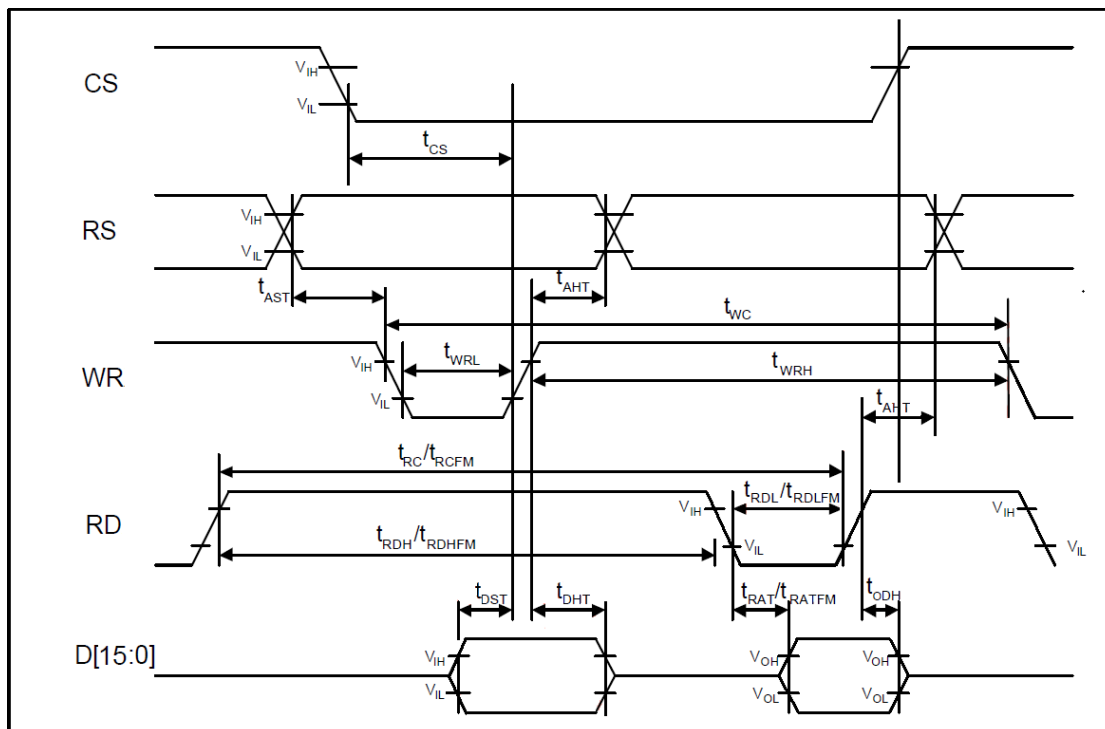 CS
V_IH
V_IL
t_CS
RS
V_IH
V_IL
t_AST
t_AHT
t_WC
WR
V_IH
V_IL
t_WRL
t_WRH
t_AHT
t_RC/t_RCFM
RD
V_IH
t_RDL/t_RDLFM
V_IH
t_RDH/t_RDHFM
V_IL
V_IL
t_DST
t_DHT
t_RAT/t_RATFM
t_ODH
D[15:0]
V_IH
V_OH
V_OH
V_IL
V_OL
V_OL